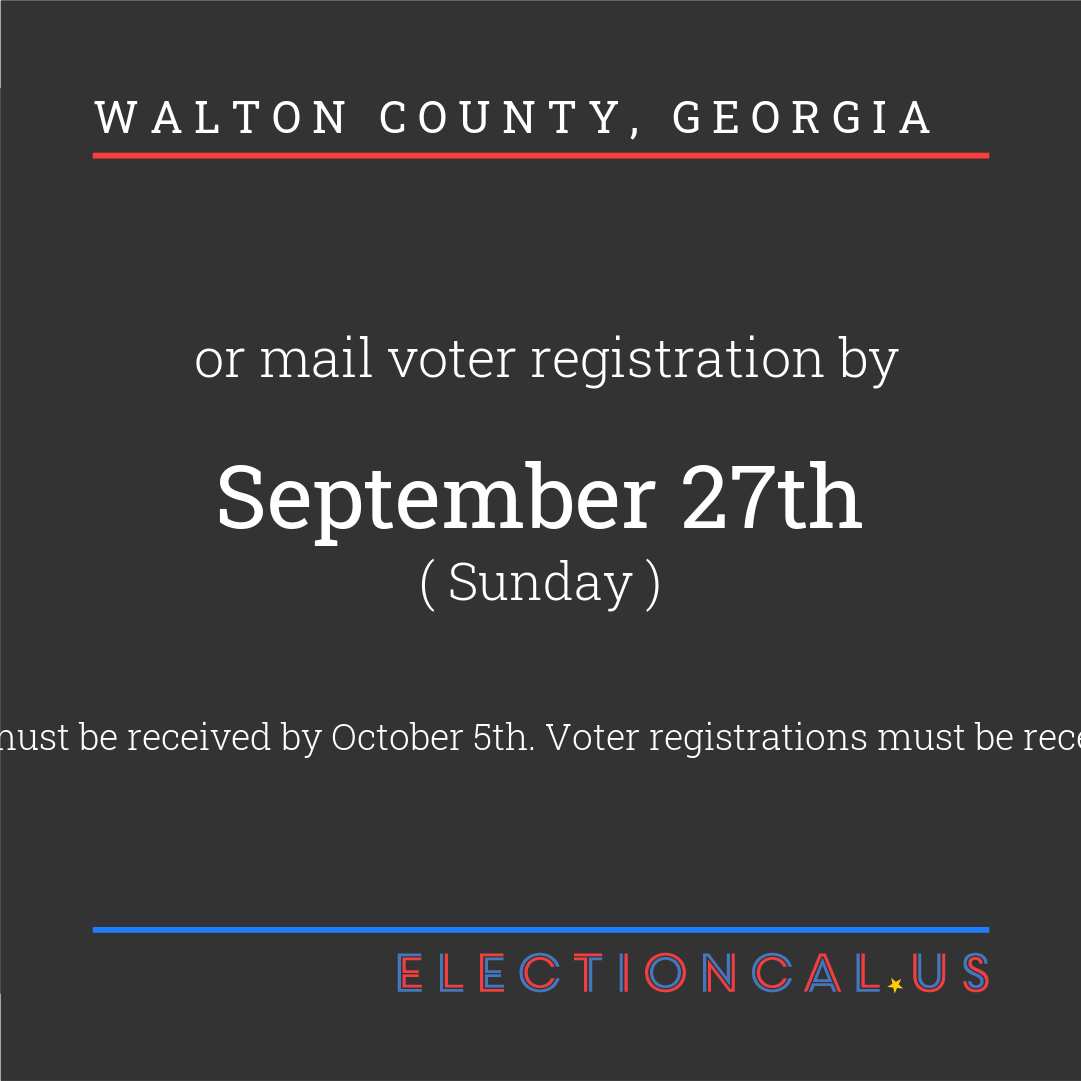 WALTON COUNTY, GEORGIA
or mail voter registration by
September 27th
( Sunday )
must be received by October 5th. Voter registrations must be rece
ELECTIONCAL.US